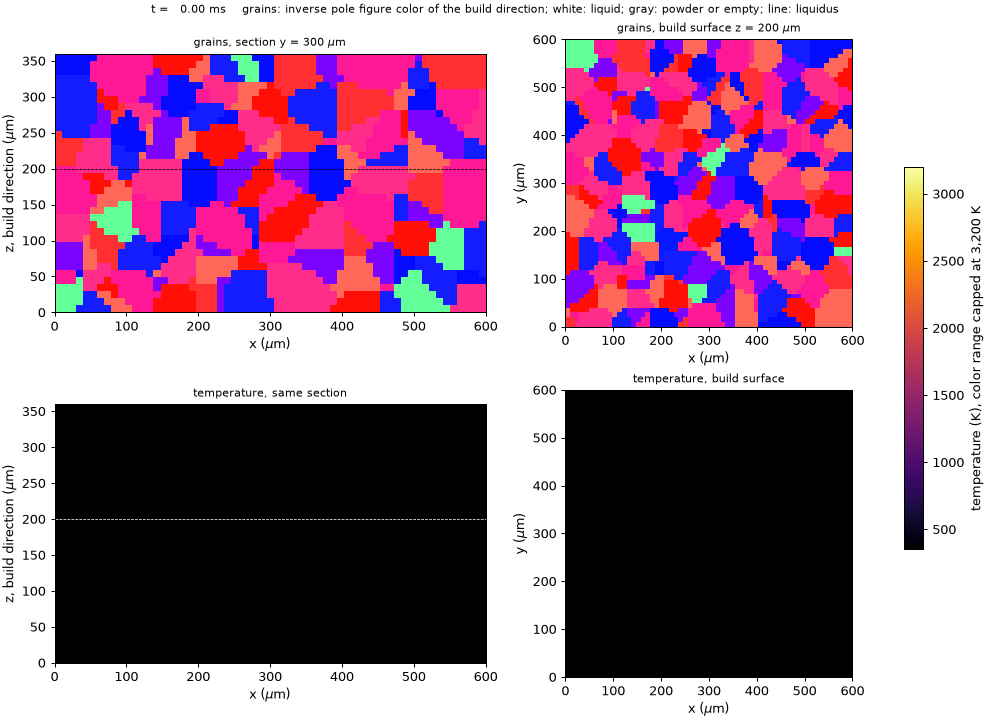 t = 0.00 ms grains: inverse pole figure color of the build direction; white: liquid; gray: powder or empty; line: liquidus
grains, section y = 300 μm
z, build direction (μm)
350
300
250
200
150
100
50
0
0 100 200 300 400 500 600
x (μm)
grains, build surface z = 200 μm
y (μm)
600
500
400
300
200
100
0
0 100 200 300 400 500 600
x (μm)
temperature, same section
z, build direction (μm)
350
300
250
200
150
100
50
0
0 100 200 300 400 500 600
x (μm)
temperature, build surface
y (μm)
600
500
400
300
200
100
0
0 100 200 300 400 500 600
x (μm)
3000
2500
2000
1500
1000
500
temperature (K), color range capped at 3,200 K